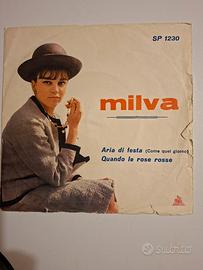 SP 1230
milva
Aria di festa (Come quel giorno)
Quando le rose rosse
subito